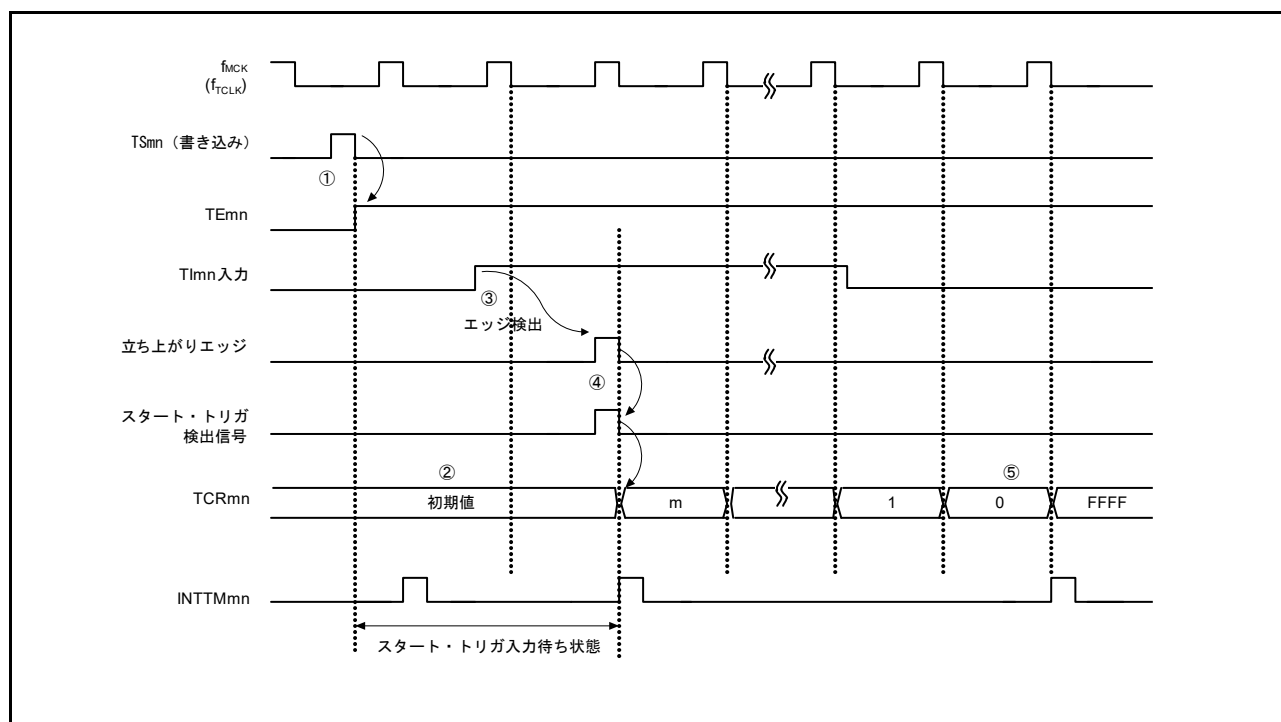 fMCK
(fTCLK)
TSmn（書き込み）
①
TEmn
TImn入力
③
エッジ検出
立ち上がりエッジ
④
スタート・トリガ
検出信号
②
⑤
TCRmn
初期値
m
1
0
FFFF
INTTMmn
スタート・トリガ入力待ち状態